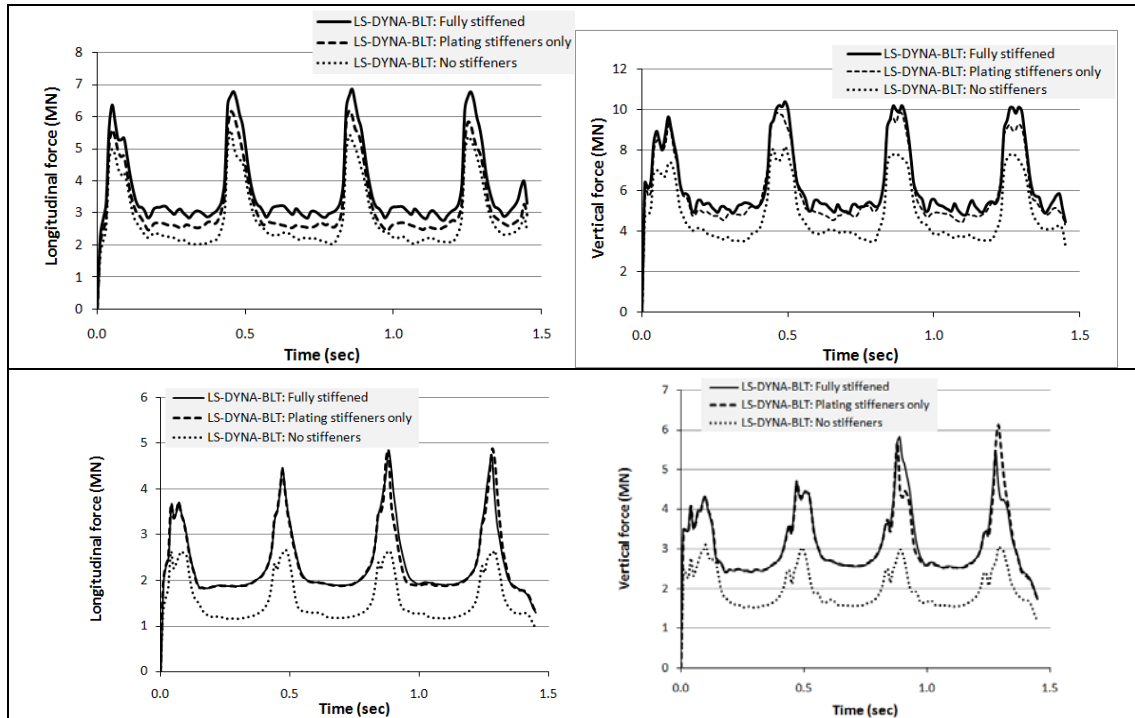 LS-DYNA-BLT: Fully stiffened
LS-DYNA-BLT: Plating stiffeners only
LS-DYNA-BLT: No stiffeners
Longitudinal force (MN)
8
7
6
5
4
3
2
1
0
0.0 0.5 1.0 1.5
Time (sec)
LS-DYNA-BLT: Fully stiffened
LS-DYNA-BLT: Plating stiffeners only
LS-DYNA-BLT: No stiffeners
Vertical force (MN)
12
10
8
6
4
2
0
0.0 0.5 1.0 1.5
Time (sec)
LS-DYNA-BLT: Fully stiffened
LS-DYNA-BLT: Plating stiffeners only
LS-DYNA-BLT: No stiffeners
Longitudinal force (MN)
6
5
4
3
2
1
0
0.0 0.5 1.0 1.5
Time (sec)
LS-DYNA-BLT: Fully stiffened
LS-DYNA-BLT: Plating stiffeners only
LS-DYNA-BLT: No stiffeners
Vertical force (MN)
7
6
5
4
3
2
1
0
0.0 0.5 1.0 1.5
Time (sec)